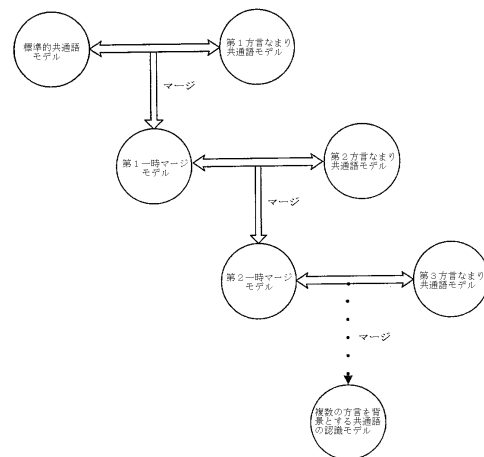 標準的共通語
モデル
第1方言なまり
共通語モデル
マージ
第1一時マージ
モデル
第2方言なまり
共通語モデル
マージ
第2一時マージ
モデル
第3方言なまり
共通語モデル
マージ
複数の方言を背
景とする共通語
の認識モデル